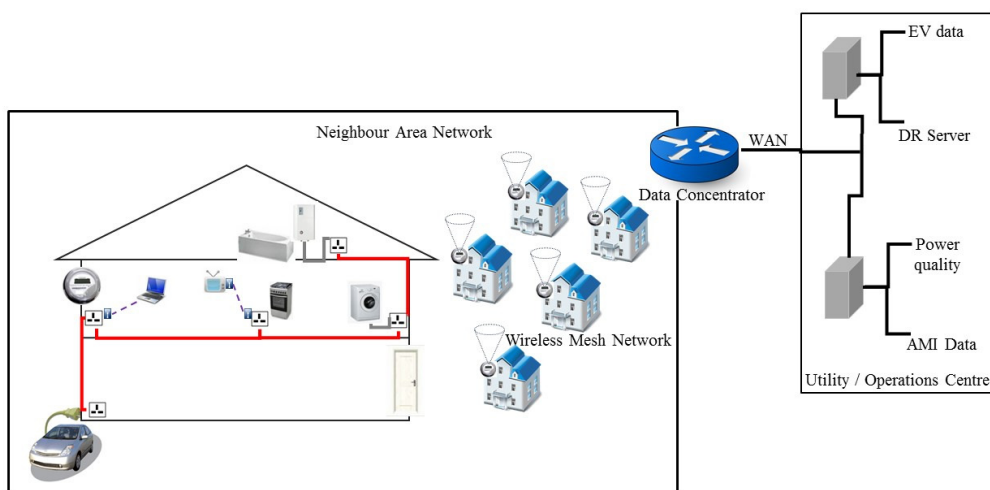 EV data
Neighbour Area Network
WAN
DR Server
Data Concentrator
Power
quality
Wireless Mesh Network
AMI Data
Utility / Operations Centre